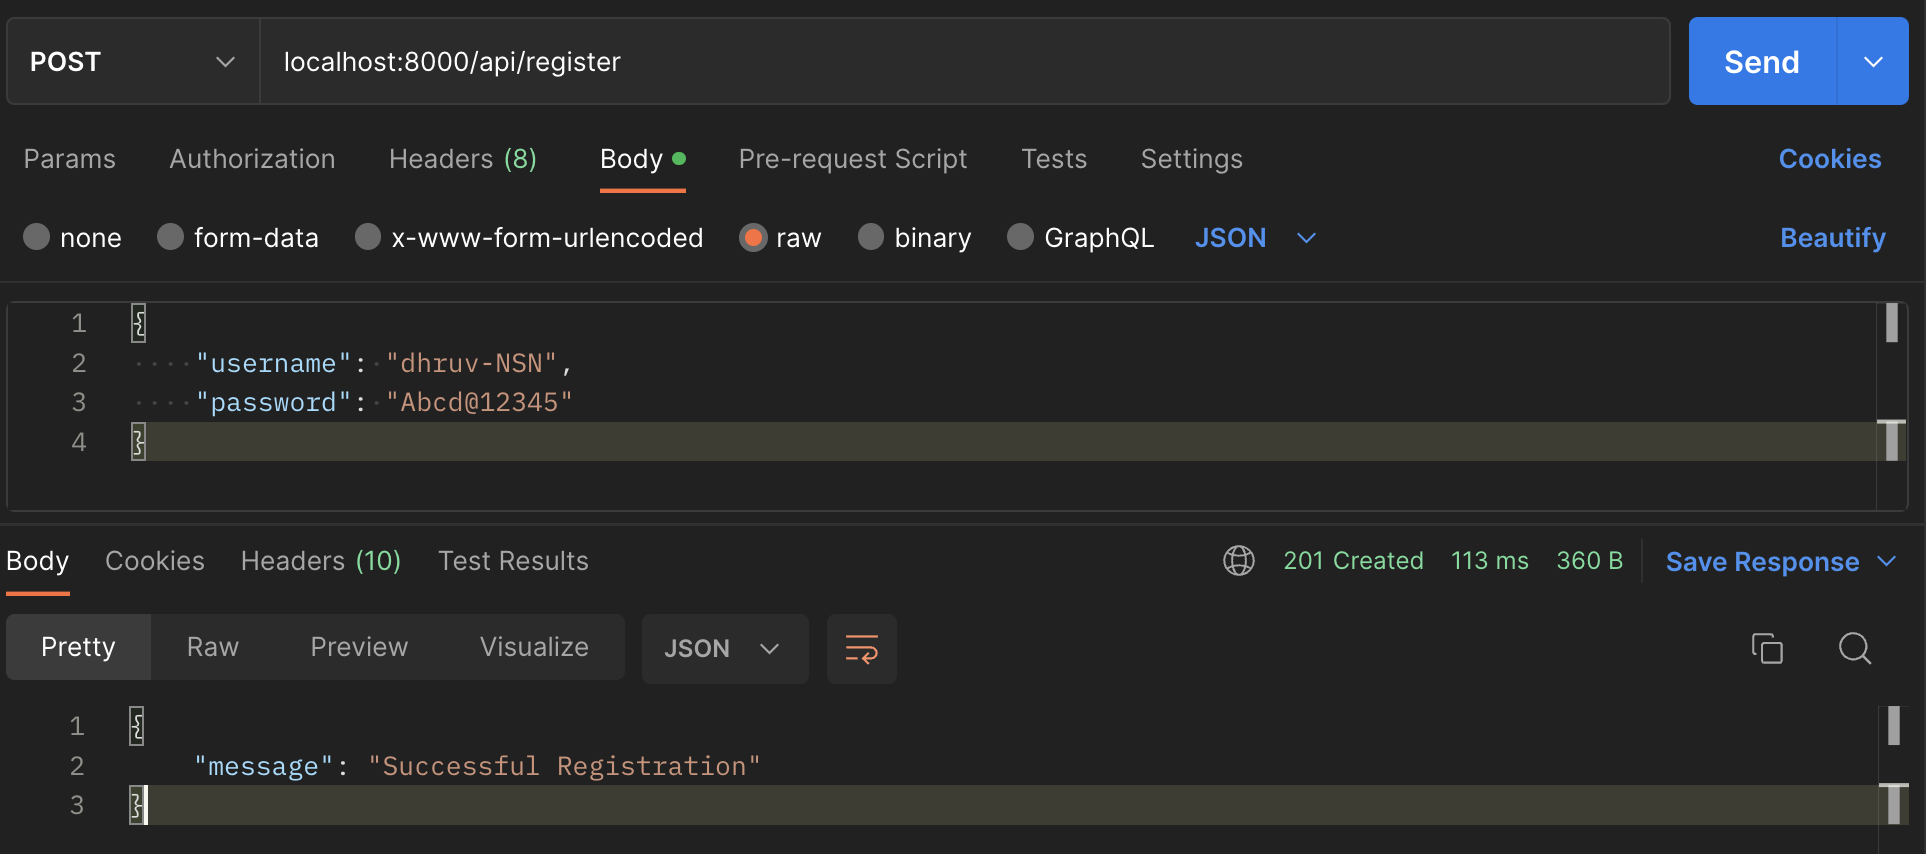 POST localhost:8000/api/register Send
Params Authorization Headers (8) Body Pre-request Script Tests Settings Cookies
none form-data x-www-form-urlencoded raw binary GraphQL JSON Beautify
1 {
2 ····"username":·"dhruv-NSN",
3 ····"password":·"Abcd@12345"
4 }
Body Cookies Headers (10) Test Results 201 Created 113 ms 360 B Save Response
Pretty Raw Preview Visualize JSON
1 {
2     "message": "Successful Registration"
3 }